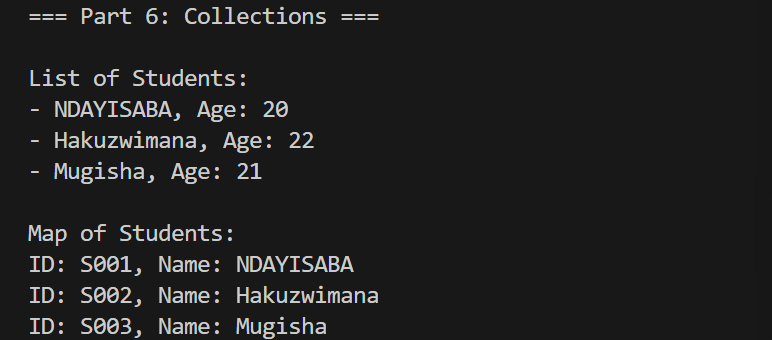 === Part 6: Collections ===
List of Students:
- NDAYISABA, Age: 20
- Hakuzwimana, Age: 22
- Mugisha, Age: 21
Map of Students:
ID: S001, Name: NDAYISABA
ID: S002, Name: Hakuzwimana
ID: S003, Name: Mugisha